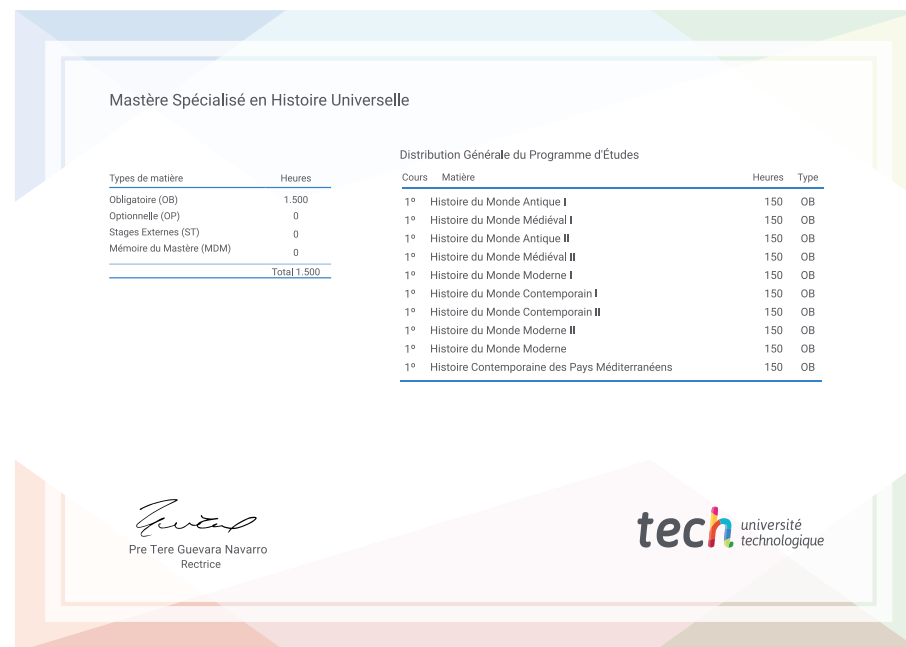 Mastère Spécialisé en Histoire Universelle
Types de matière Heures
Obligatoire (OB) 1.500
Optionnelle (OP) 0
Stages Externes (ST) 0
Mémoire du Mastère (MDM) 0
Total 1.500
Distribution Générale du Programme d'Études
Cours Matière Heures Type
1º Histoire du Monde Antique I 150 OB
1º Histoire du Monde Médiéval I 150 OB
1º Histoire du Monde Antique II 150 OB
1º Histoire du Monde Médiéval II 150 OB
1º Histoire du Monde Moderne I 150 OB
1º Histoire du Monde Contemporain I 150 OB
1º Histoire du Monde Contemporain II 150 OB
1º Histoire du Monde Moderne II 150 OB
1º Histoire du Monde Moderne 150 OB
1º Histoire Contemporaine des Pays Méditerranéens 150 OB
Pre Tere Guevara Navarro
Rectrice
tech université
technologique